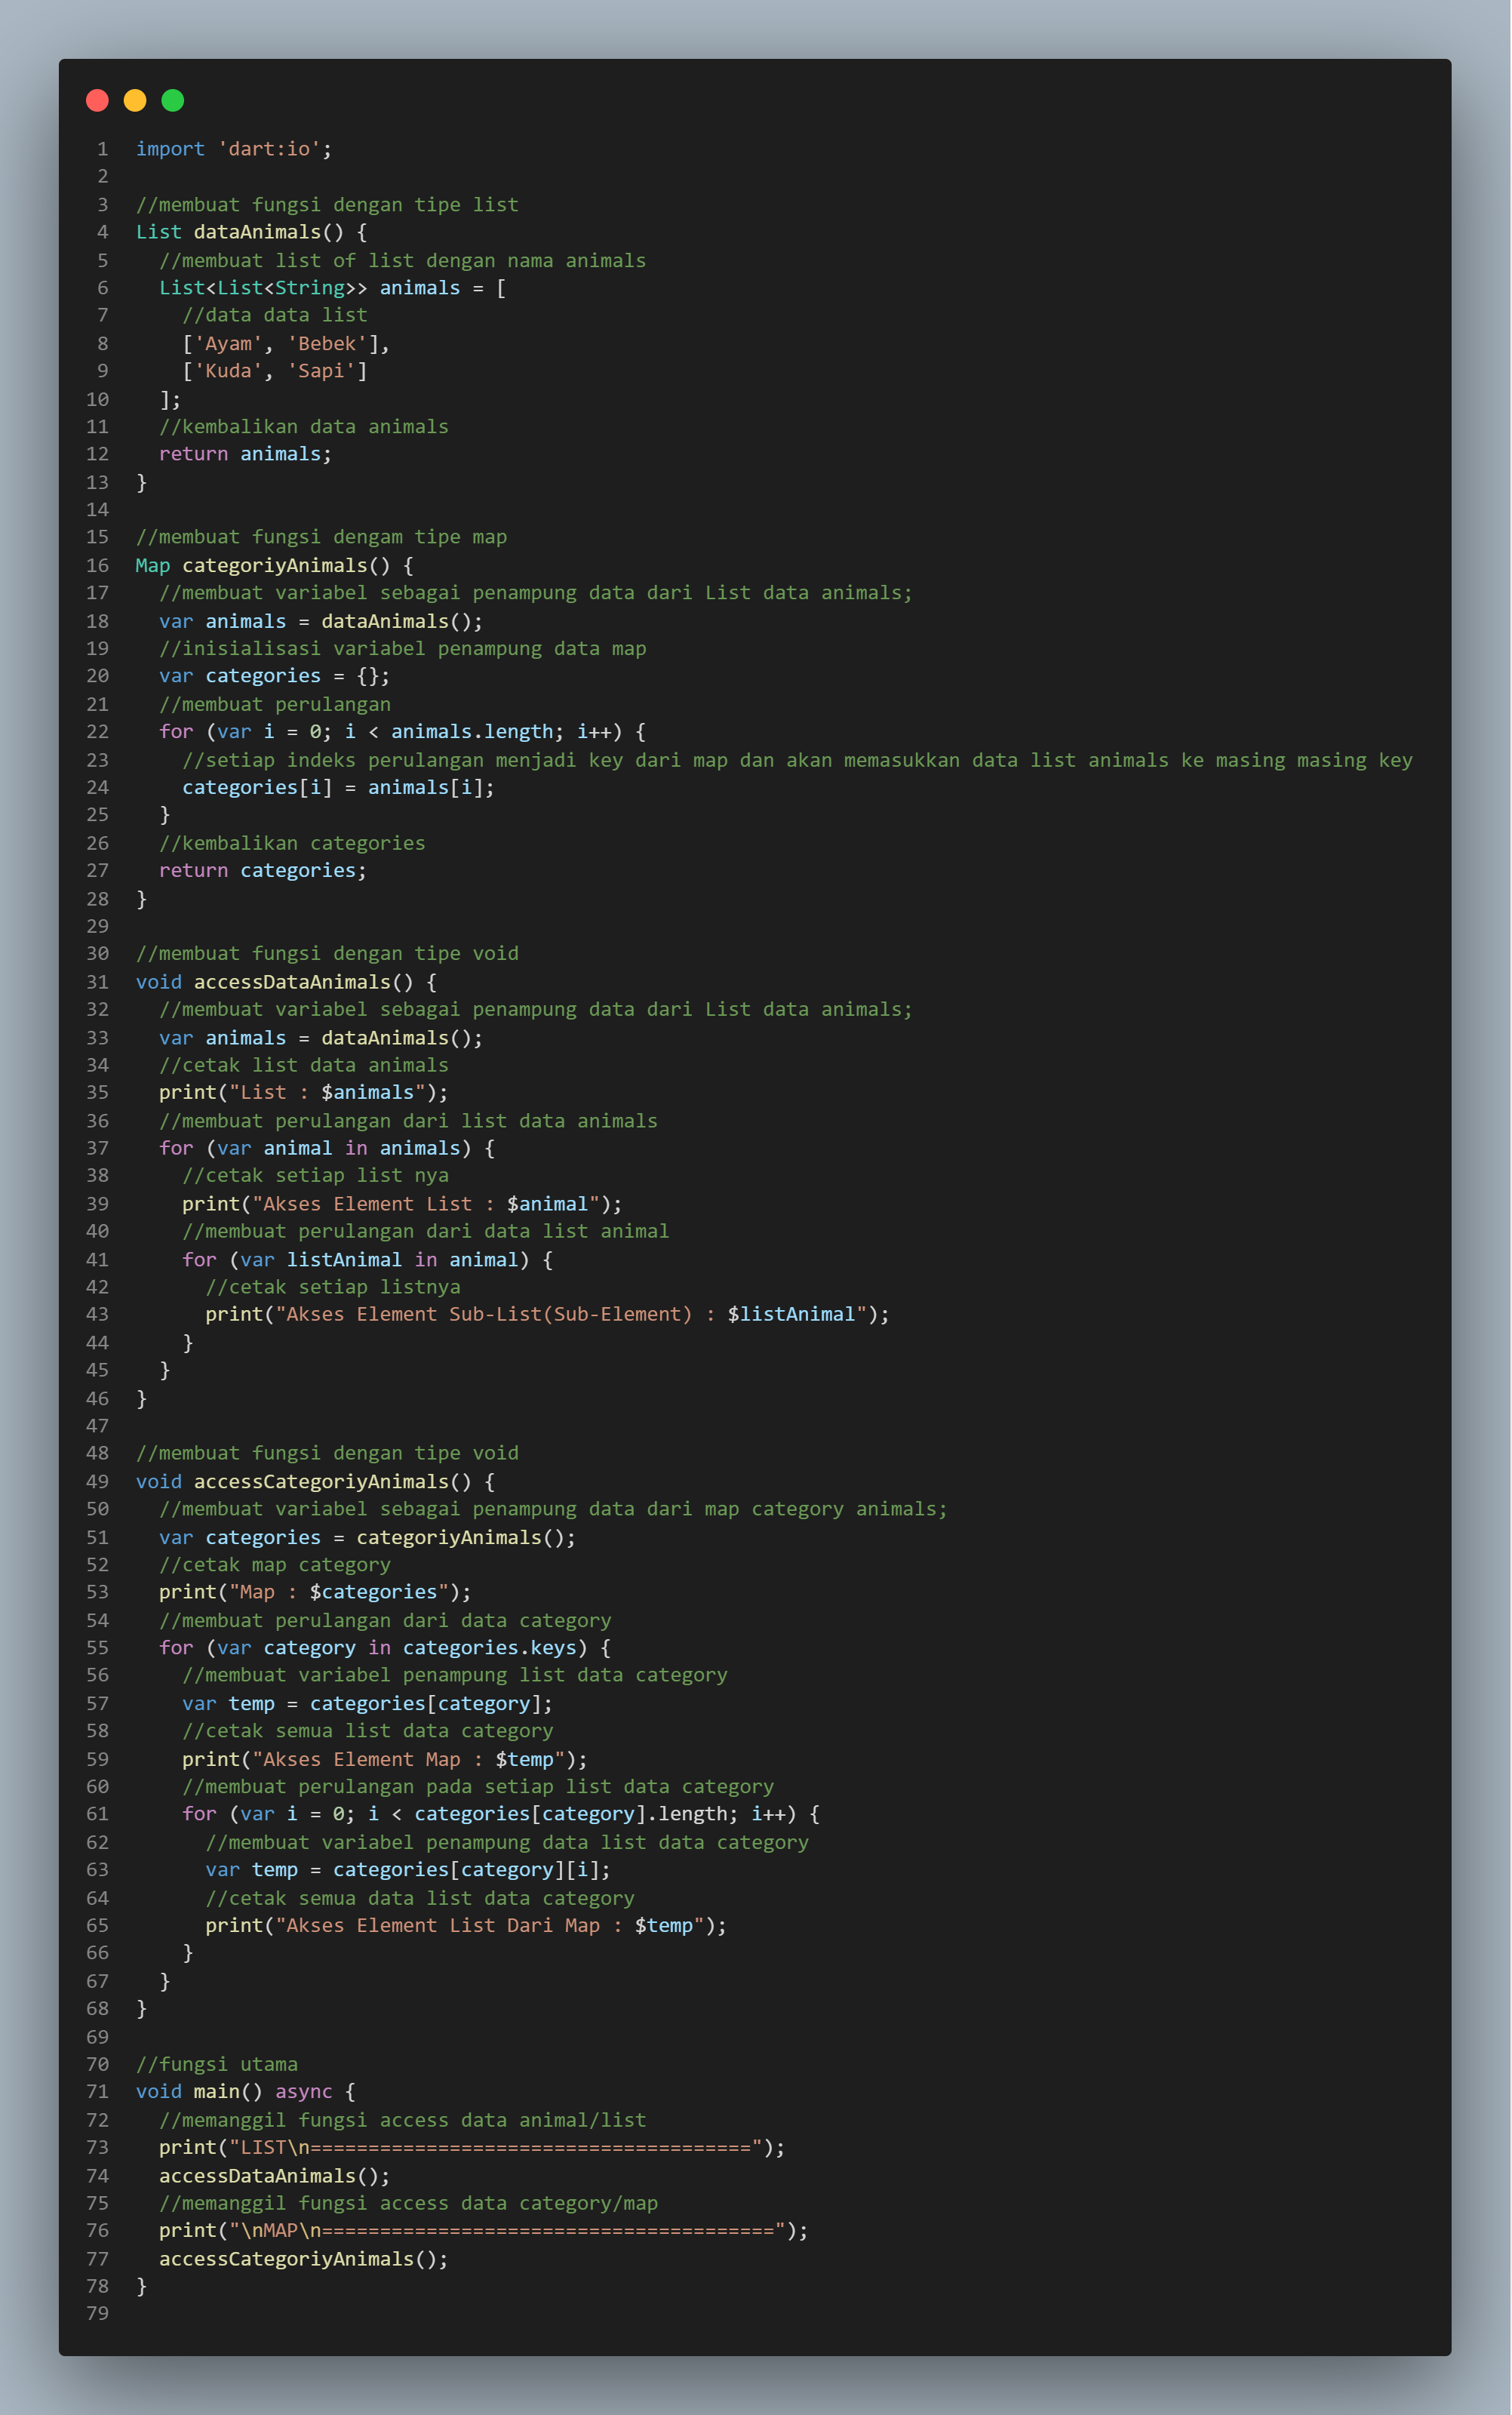 1 import 'dart:io';
2
3 //membuat fungsi dengan tipe list
4 List dataAnimals() {
5   //membuat list of list dengan nama animals
6   List<List<String>> animals = [
7     //data data list
8     ['Ayam', 'Bebek'],
9     ['Kuda', 'Sapi']
10   ];
11   //kembalikan data animals
12   return animals;
13 }
14
15 //membuat fungsi dengam tipe map
16 Map categoriyAnimals() {
17   //membuat variabel sebagai penampung data dari List data animals;
18   var animals = dataAnimals();
19   //inisialisasi variabel penampung data map
20   var categories = {};
21   //membuat perulangan
22   for (var i = 0; i < animals.length; i++) {
23     //setiap indeks perulangan menjadi key dari map dan akan memasukkan data list animals ke masing masing key
24     categories[i] = animals[i];
25   }
26   //kembalikan categories
27   return categories;
28 }
29
30 //membuat fungsi dengan tipe void
31 void accessDataAnimals() {
32   //membuat variabel sebagai penampung data dari List data animals;
33   var animals = dataAnimals();
34   //cetak list data animals
35   print("List : $animals");
36   //membuat perulangan dari list data animals
37   for (var animal in animals) {
38     //cetak setiap list nya
39     print("Akses Element List : $animal");
40     //membuat perulangan dari data list animal
41     for (var listAnimal in animal) {
42       //cetak setiap listnya
43       print("Akses Element Sub-List(Sub-Element) : $listAnimal");
44     }
45   }
46 }
47
48 //membuat fungsi dengan tipe void
49 void accessCategoriyAnimals() {
50   //membuat variabel sebagai penampung data dari map category animals;
51   var categories = categoriyAnimals();
52   //cetak map category
53   print("Map : $categories");
54   //membuat perulangan dari data category
55   for (var category in categories.keys) {
56     //membuat variabel penampung list data category
57     var temp = categories[category];
58     //cetak semua list data category
59     print("Akses Element Map : $temp");
60     //membuat perulangan pada setiap list data category
61     for (var i = 0; i < categories[category].length; i++) {
62       //membuat variabel penampung data list data category
63       var temp = categories[category][i];
64       //cetak semua data list data category
65       print("Akses Element List Dari Map : $temp");
66     }
67   }
68 }
69
70 //fungsi utama
71 void main() async {
72   //memanggil fungsi access data animal/list
73   print("LIST\n======================================");
74   accessDataAnimals();
75   //memanggil fungsi access data category/map
76   print("\nMAP\n=======================================");
77   accessCategoriyAnimals();
78 }
79